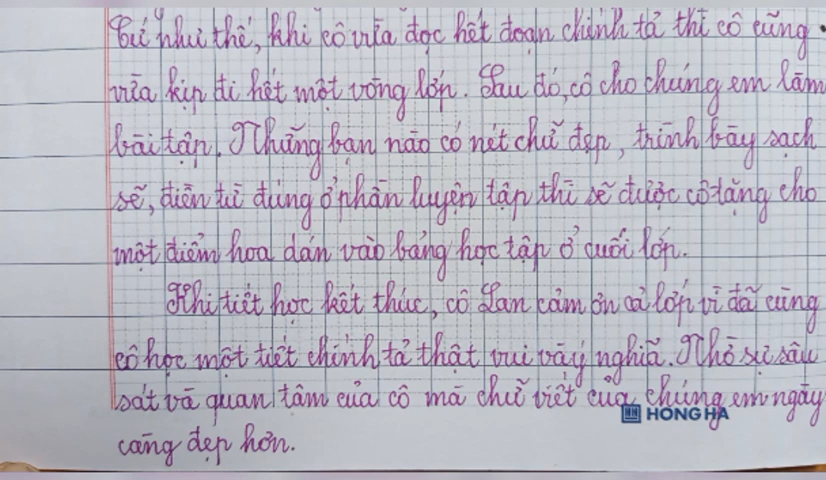 Cứ như thế, khi cô vừa đọc hết đoạn chính tả thì cô cũng
vừa kịp đi hết một vòng lớp. Sau đó, cô cho chúng em làm
bài tập. Những bạn nào có nét chữ đẹp, trình bày sạch
sẽ, điền từ đúng ở phần luyện tập thì sẽ được cô tặng cho
một điểm hoa dán vào bảng học tập ở cuối lớp.
Khi tiết học kết thúc, cô Lan cảm ơn cả lớp vì đã cùng
cô học một tiết chính tả thật vui vầy nghĩa. Nhờ sự sâu
sát và quan tâm của cô mà chữ viết của chúng em ngày
HONG HA
càng đẹp hơn.